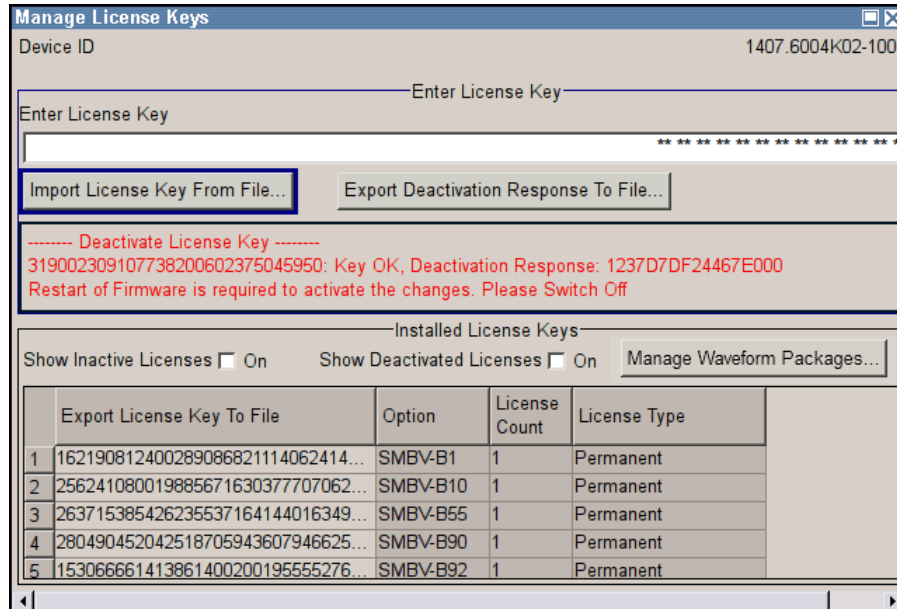 Manage License Keys
Device ID 1407.6004K02-100
Enter License Key
Enter License Key
** ** ** ** ** ** ** ** ** ** ** ** *
Import License Key From File... Export Deactivation Response To File...
-------- Deactivate License Key --------
319002309107738200602375045950: Key OK, Deactivation Response: 1237D7DF24467E000
Restart of Firmware is required to activate the changes. Please Switch Off
Installed License Keys
Show Inactive Licenses On Show Deactivated Licenses On Manage Waveform Packages...
Export License Key To File Option License Count License Type
1 162190812400289086821114062414... SMBV-B1 1 Permanent
2 256241080019885671630377707062... SMBV-B10 1 Permanent
3 263715385426235537164144016349... SMBV-B55 1 Permanent
4 280490452042518705943607946625... SMBV-B90 1 Permanent
5 153066661413861400200195555276... SMBV-B92 1 Permanent